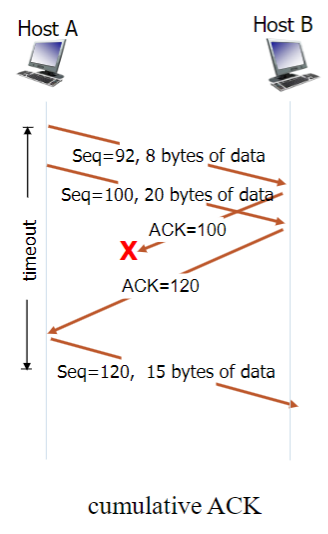 Host A
Host B
Seq=92, 8 bytes of data
Seq=100, 20 bytes of data
ACK=100
X
timeout
ACK=120
Seq=120, 15 bytes of data
cumulative ACK